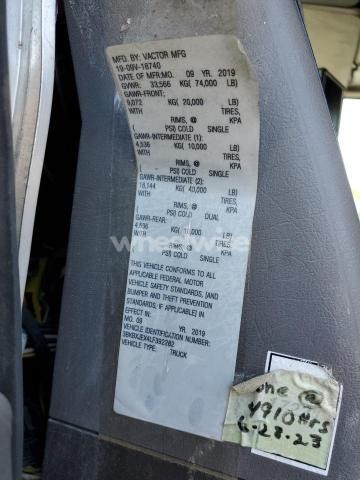 MFD. BY: VACTOR MFG
19-09V-18740
DATE OF MFR:MO. 09 YR. 2019
GVWR: 33,566 KG( 74,000 LB)
GAWR-FRONT:
9,072 KG( 20,000 LB)
WITH TIRES,
RIMS, @ KPA
( PSI) COLD SINGLE
GAWR-INTERMEDIATE (1):
4,536 KG( 10,000 LB)
WITH TIRES,
RIMS, @ KPA
( PSI) COLD SINGLE
GAWR-INTERMEDIATE (2):
18,144 KG( 40,000 LB)
WITH TIRES,
RIMS, @ KPA
( PSI) COLD DUAL
GAWR-REAR:
4,536 KG( 10,000 LB)
WITH TIRES,
RIMS, @ KPA
( PSI) COLD SINGLE
THIS VEHICLE CONFORMS TO ALL
APPLICABLE FEDERAL MOTOR
VEHICLE SAFETY STANDARDS, [AND
BUMPER AND THEFT PREVENTION
STANDARDS, IF APPLICABLE] IN
EFFECT IN
MO. 09 YR. 2019
VEHICLE IDENTIFICATION NUMBER:
3BKBXJEX4LF392282
VEHICLE TYPE: TRUCK
one @
4910 Hrs
6-23-23